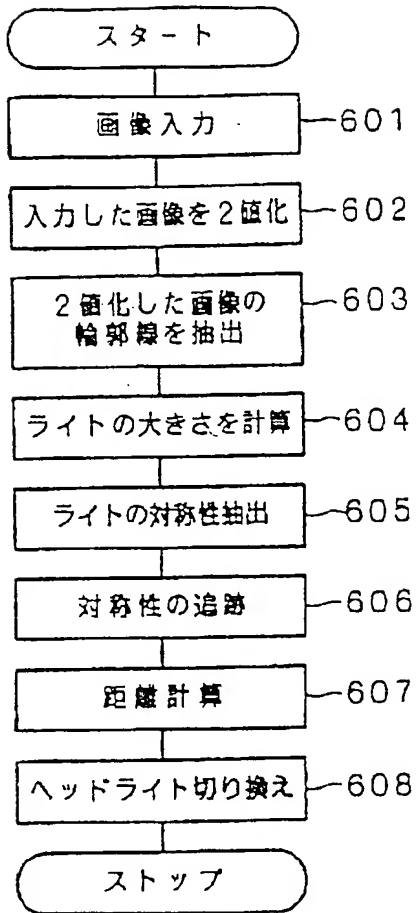 スタート
画像入力
601
入力した画像を2値化
602
2値化した画像の
輪郭線を抽出
603
ライトの大きさを計算
604
ライトの対称性抽出
605
対称性の追跡
606
距離計算
607
ヘッドライト切り換え
608
ストップ